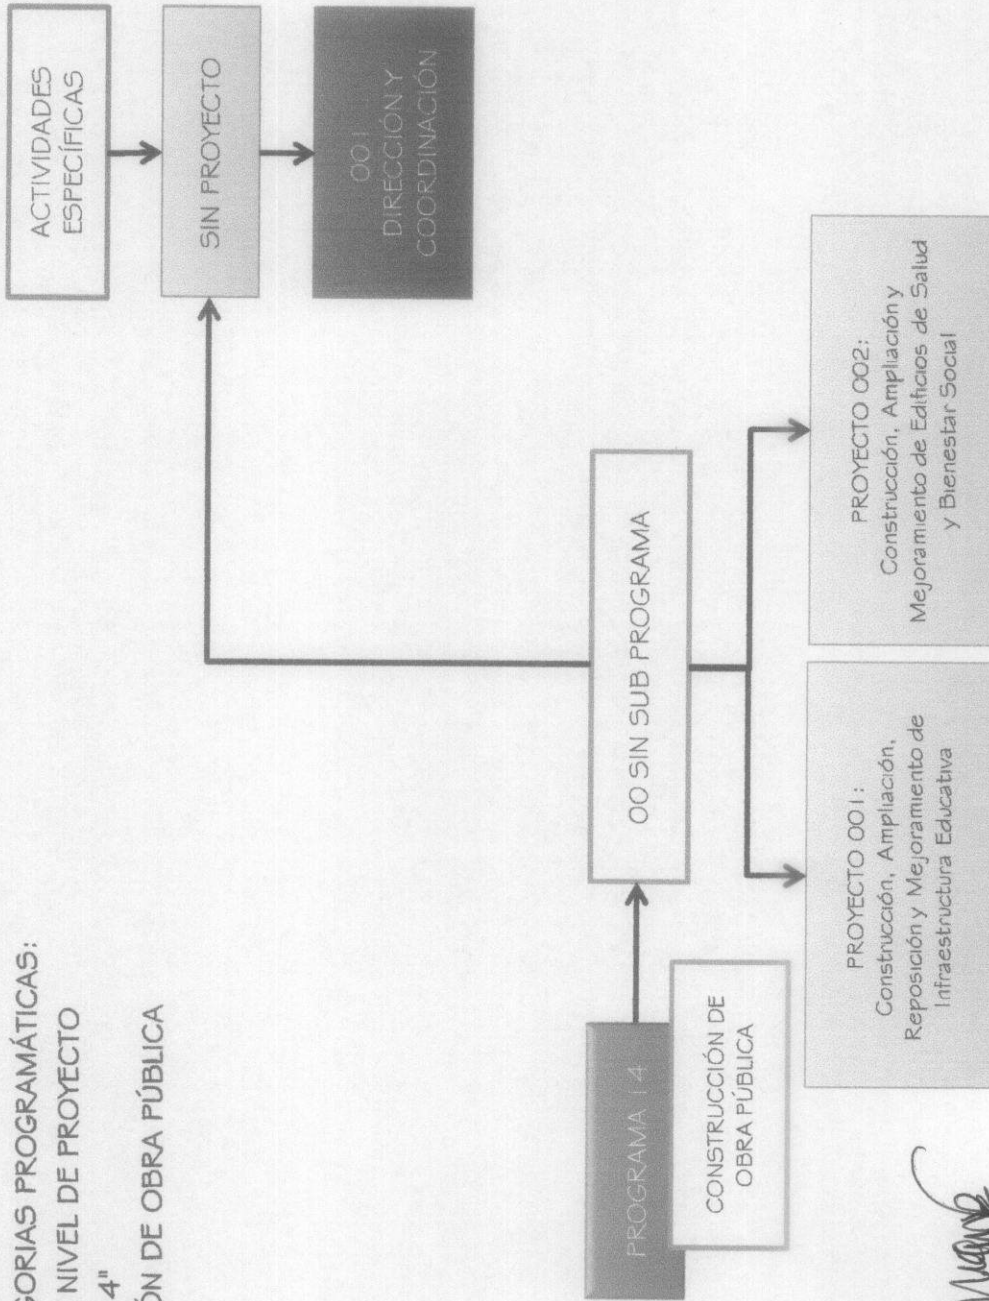 GORIAS PROGRAMÁTICAS:
NIVEL DE PROYECTO
4"
ÓN DE OBRA PÚBLICA
ACTIVIDADES
ESPECÍFICAS
SIN PROYECTO
001
DIRECCIÓN Y
COORDINACIÓN
PROGRAMA 14
CONSTRUCCIÓN DE
OBRA PÚBLICA
00 SIN SUB PROGRAMA
PROYECTO 001:
Construcción, Ampliación,
Reposición y Mejoramiento de
Infraestructura Educativa
PROYECTO 002:
Construcción, Ampliación y
Mejoramiento de Edificios de Salud
y Bienestar Social